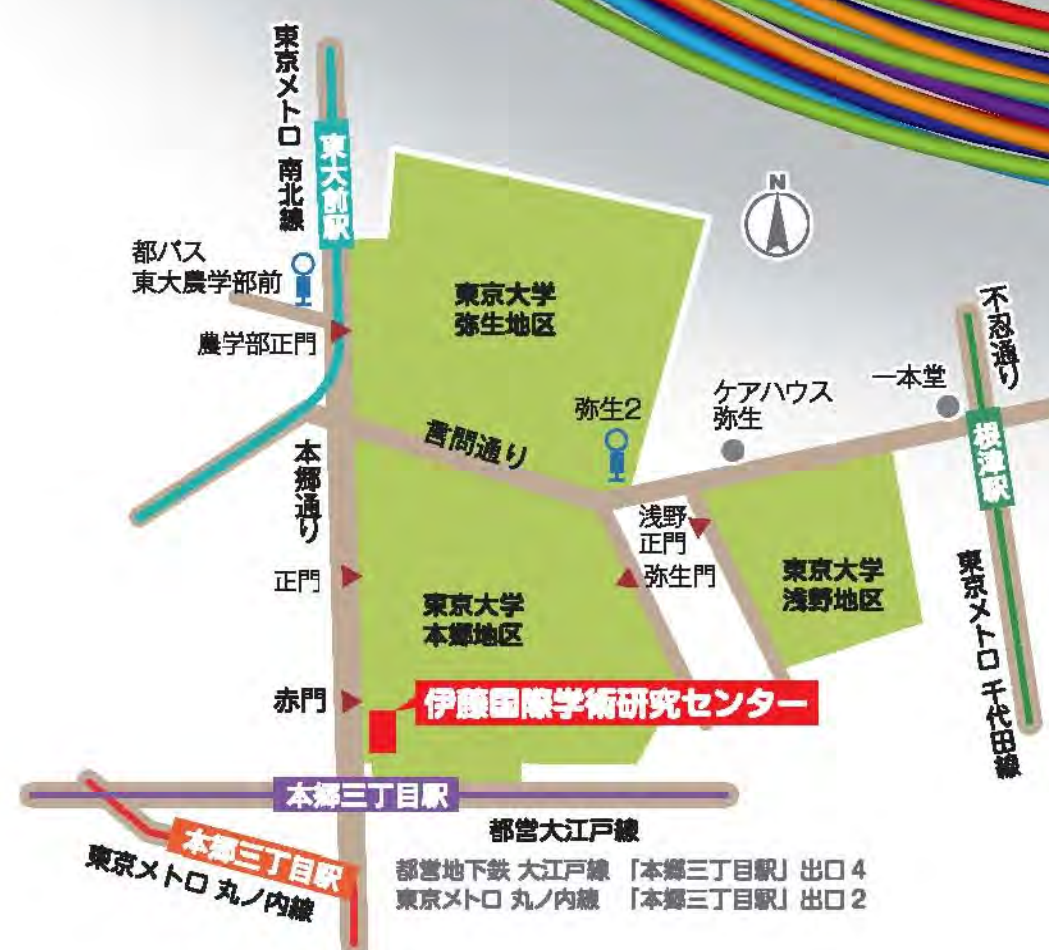 東京メトロ 南北線
東大前駅
N
都バス
東大農学部前
東京大学
弥生地区
不忍通り
農学部正門
一本堂
ケアハウス
弥生
弥生2
言問通り
根津駅
本郷通り
浅野
正門
弥生門
正門
東京大学
浅野地区
東京大学
本郷地区
東京メトロ 千代田線
赤門
伊藤国際学術研究センター
本郷三丁目駅
都営大江戸線
本郷三丁目駅
東京メトロ 丸ノ内線
都営地下鉄 大江戸線 「本郷三丁目駅」出口4
東京メトロ 丸ノ内線 「本郷三丁目駅」出口2